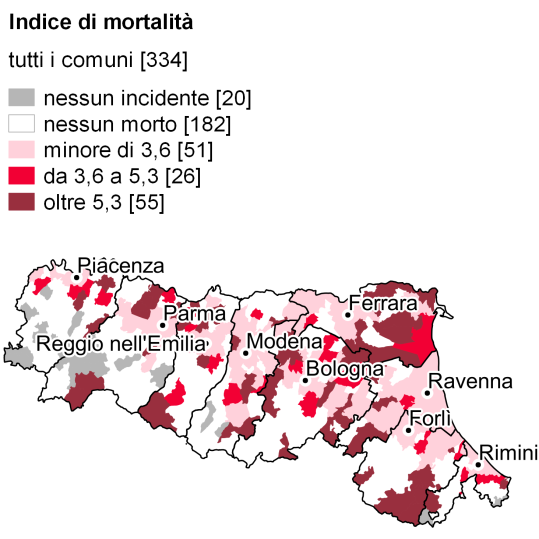 Indice di mortalità
tutti i comuni [334]
nessun incidente [20]
nessun morto [182]
minore di 3,6 [51]
da 3,6 a 5,3 [26]
oltre 5,3 [55]
Piacenza
Parma
Ferrara
Reggio nell'Emilia
Modena
Bologna
Ravenna
Forlì
Rimini